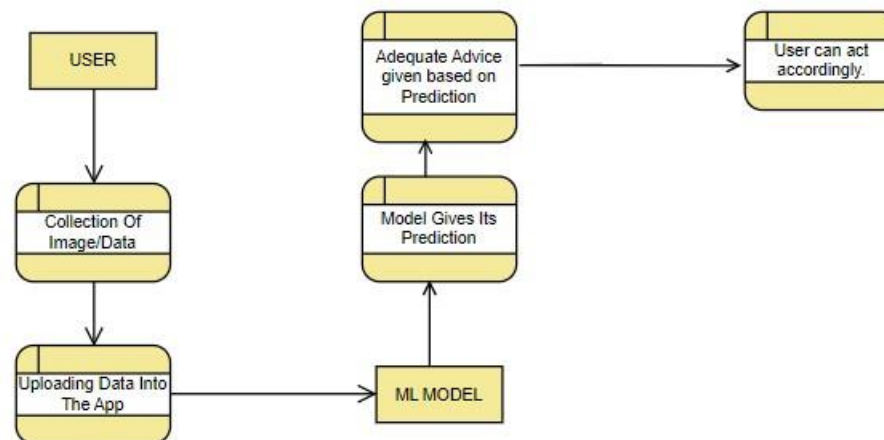 USER
Collection Of
Image/Data
Uploading Data Into
The App
ML MODEL
Model Gives Its
Prediction
Adequate Advice
given based on
Prediction
User can act
accordingly.